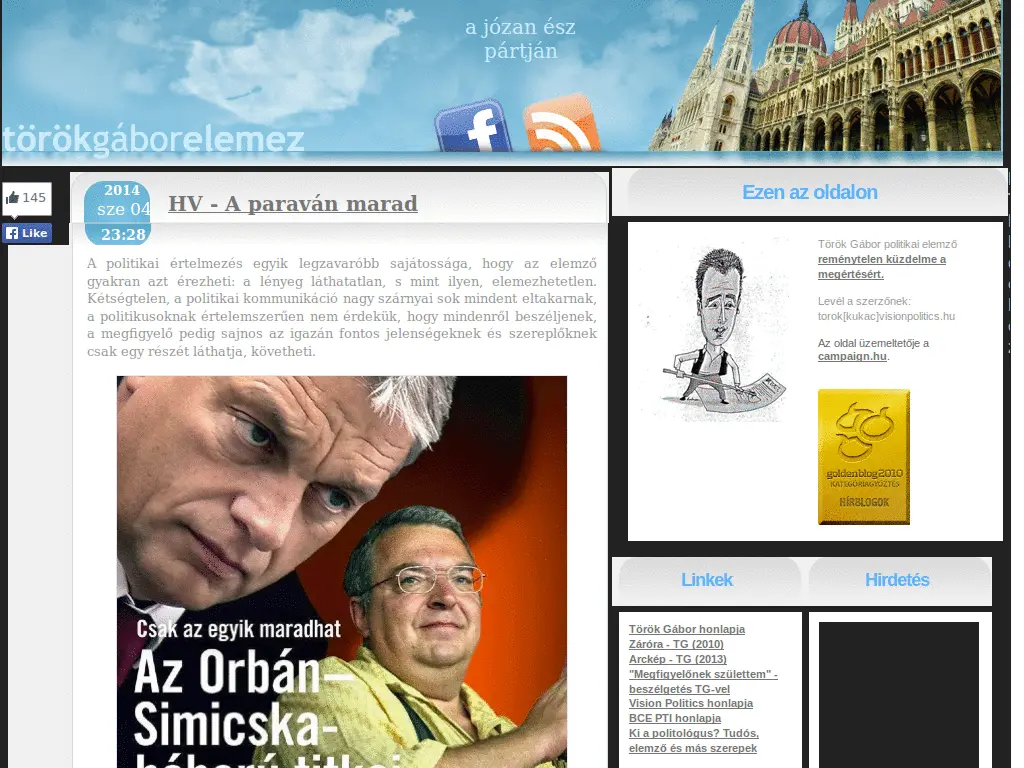 a józan ész
pártján
törökgáborelemez
145
Like
2014
sze 04
23:28
HV - A paraván marad
A politikai értelmezés egyik legzavaróbb sajátossága, hogy az elemző
gyakran azt érezheti: a lényeg láthatatlan, s mint ilyen, elemezhetetlen.
Kétségtelen, a politikai kommunikáció nagy szárnyai sok mindent eltakarnak,
a politikusoknak értelemszerűen nem érdekük, hogy mindenről beszéljenek,
a megfigyelő pedig sajnos az igazán fontos jelenségeknek és szereplőknek
csak egy részét láthatja, követheti.
Csak az egyik maradhat
Az Orbán–
Simicska-
háború titkai
Ezen az oldalon
Török Gábor politikai elemző
reménytelen küzdelme a
megértésért.
Levél a szerzőnek:
torok[kukac]visionpolitics.hu
Az oldal üzemeltetője a
campaign.hu.
goldenblog2010
KATEGÓRIAGYŐZTES
HÍRBLOGOK
Linkek
Török Gábor honlapja
Záróra - TG (2010)
Arckép - TG (2013)
"Megfigyelőnek születtem" -
beszélgetés TG-vel
Vision Politics honlapja
BCE PTI honlapja
Ki a politológus? Tudós,
elemző és más szerepek
Hirdetés